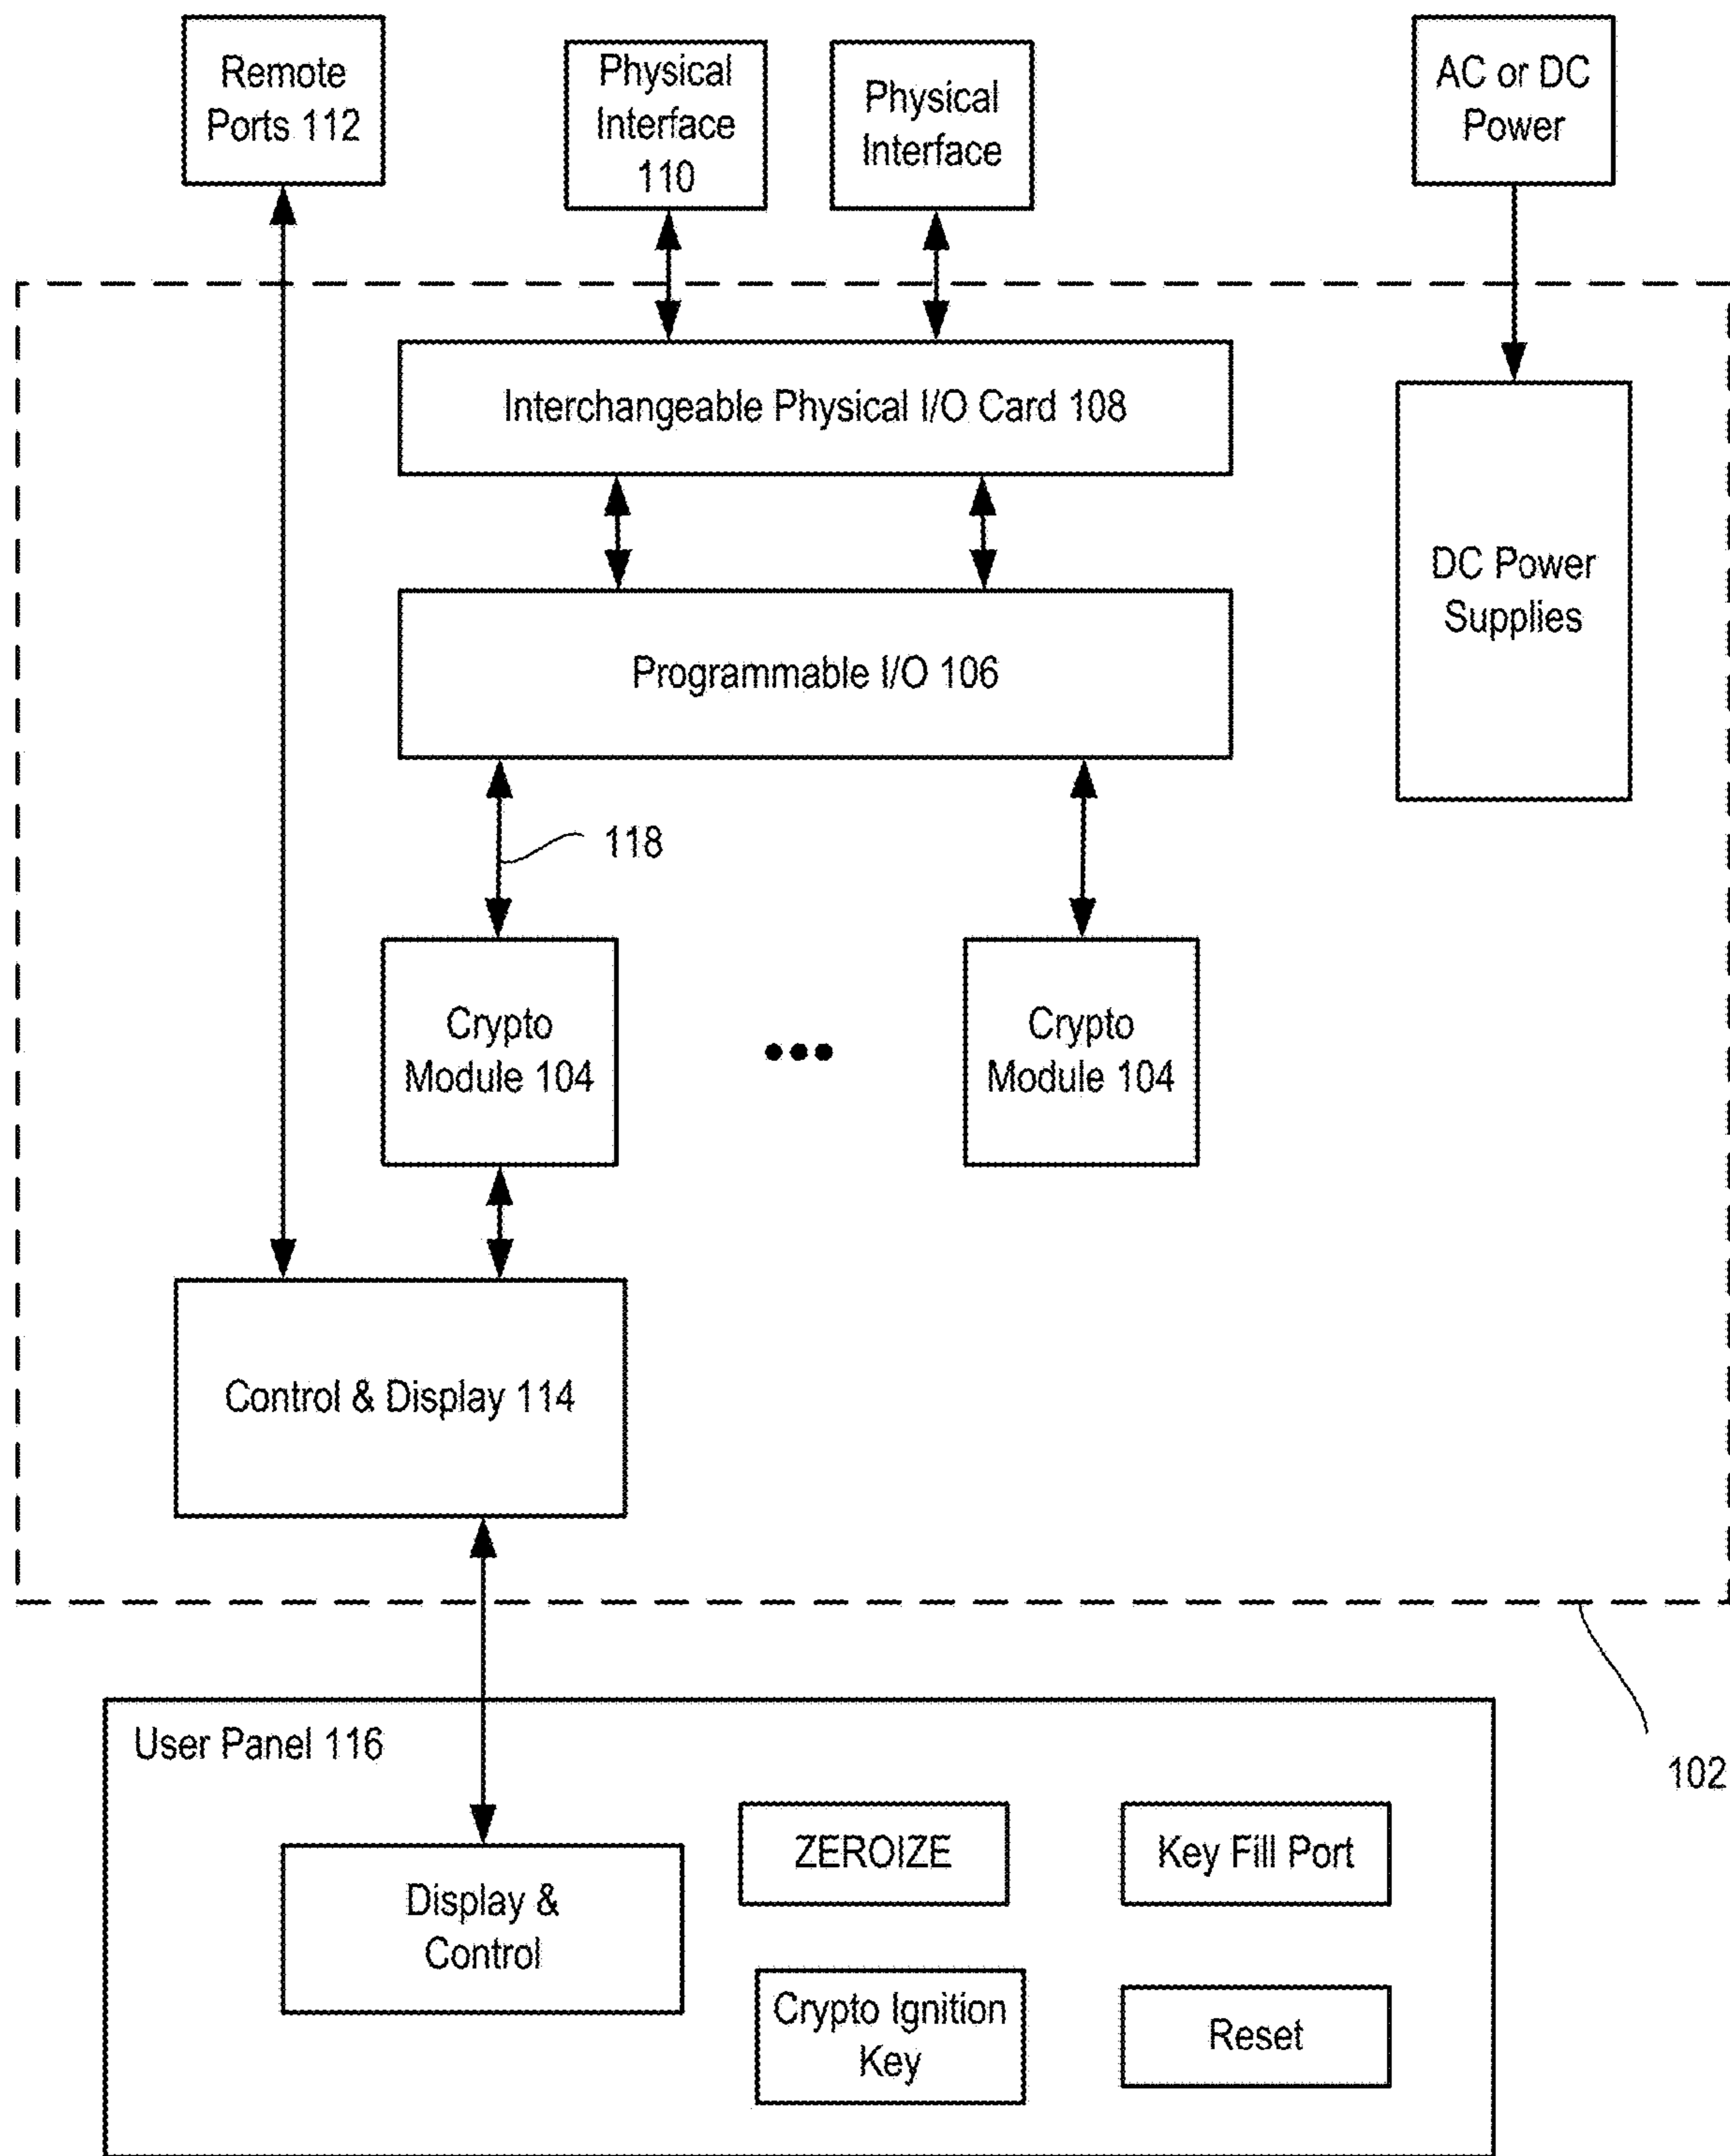 Remote
Ports 112
Physical
Interface
110
Physical
Interface
AC or DC
Power
Interchangeable Physical I/O Card 108
DC Power
Supplies
Programmable I/O 106
118
Crypto
Module 104
Crypto
Module 104
Control & Display 114
102
User Panel 116
ZEROIZE
Key Fill Port
Display &
Control
Crypto Ignition
Key
Reset